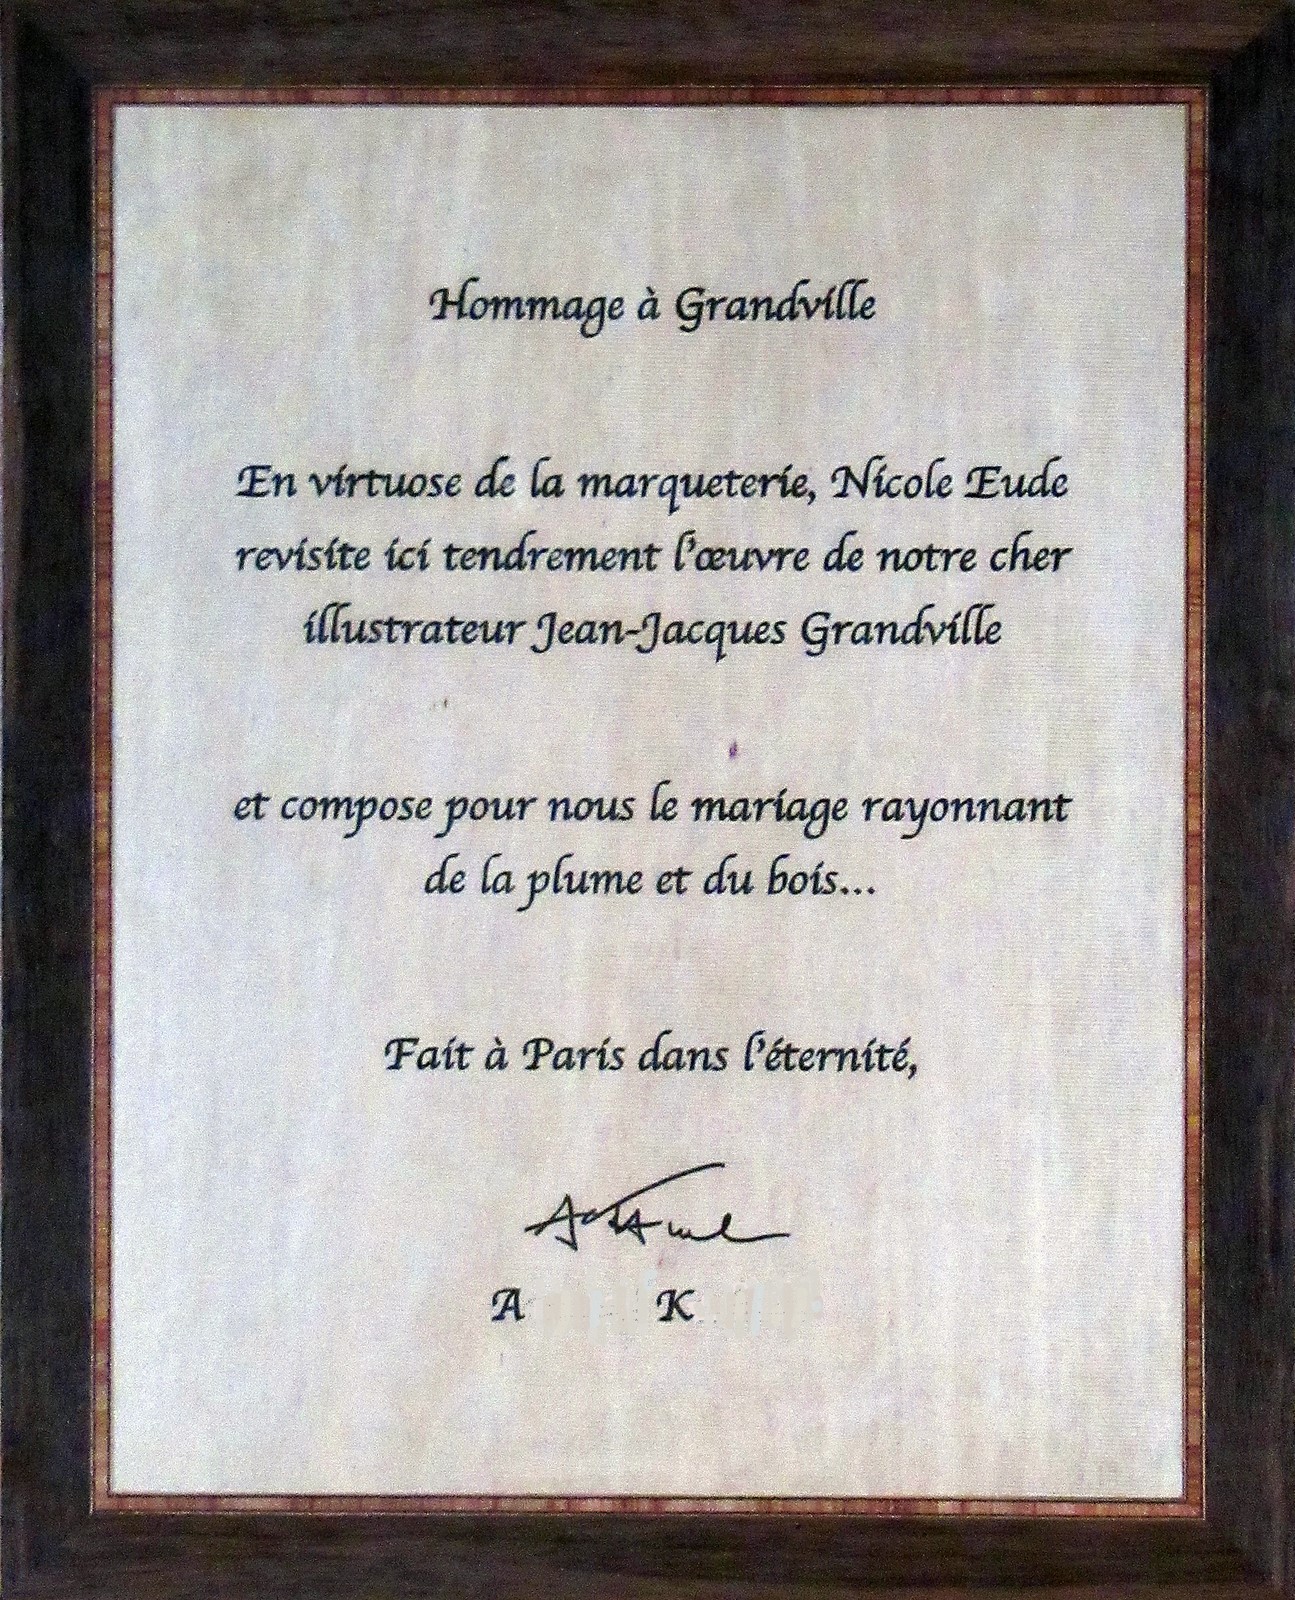 Hommage à Grandville
En virtuose de la marqueterie, Nicole Eude
revisite ici tendrement l'œuvre de notre cher
illustrateur Jean-Jacques Grandville
et compose pour nous le mariage rayonnant
de la plume et du bois...
Fait à Paris dans l'éternité,
A K